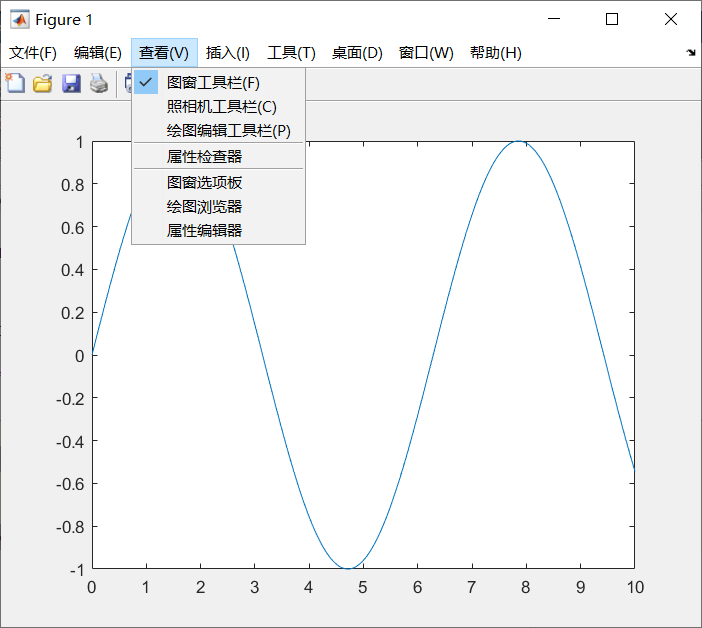 Figure 1
文件(F) 编辑(E) 查看(V) 插入(I) 工具(T) 桌面(D) 窗口(W) 帮助(H)
图窗工具栏(F)
照相机工具栏(C)
绘图编辑工具栏(P)
属性检查器
图窗选项板
绘图浏览器
属性编辑器
1
0.8
0.6
0.4
0.2
0
-0.2
-0.4
-0.6
-0.8
-1
0 1 2 3 4 5 6 7 8 9 10